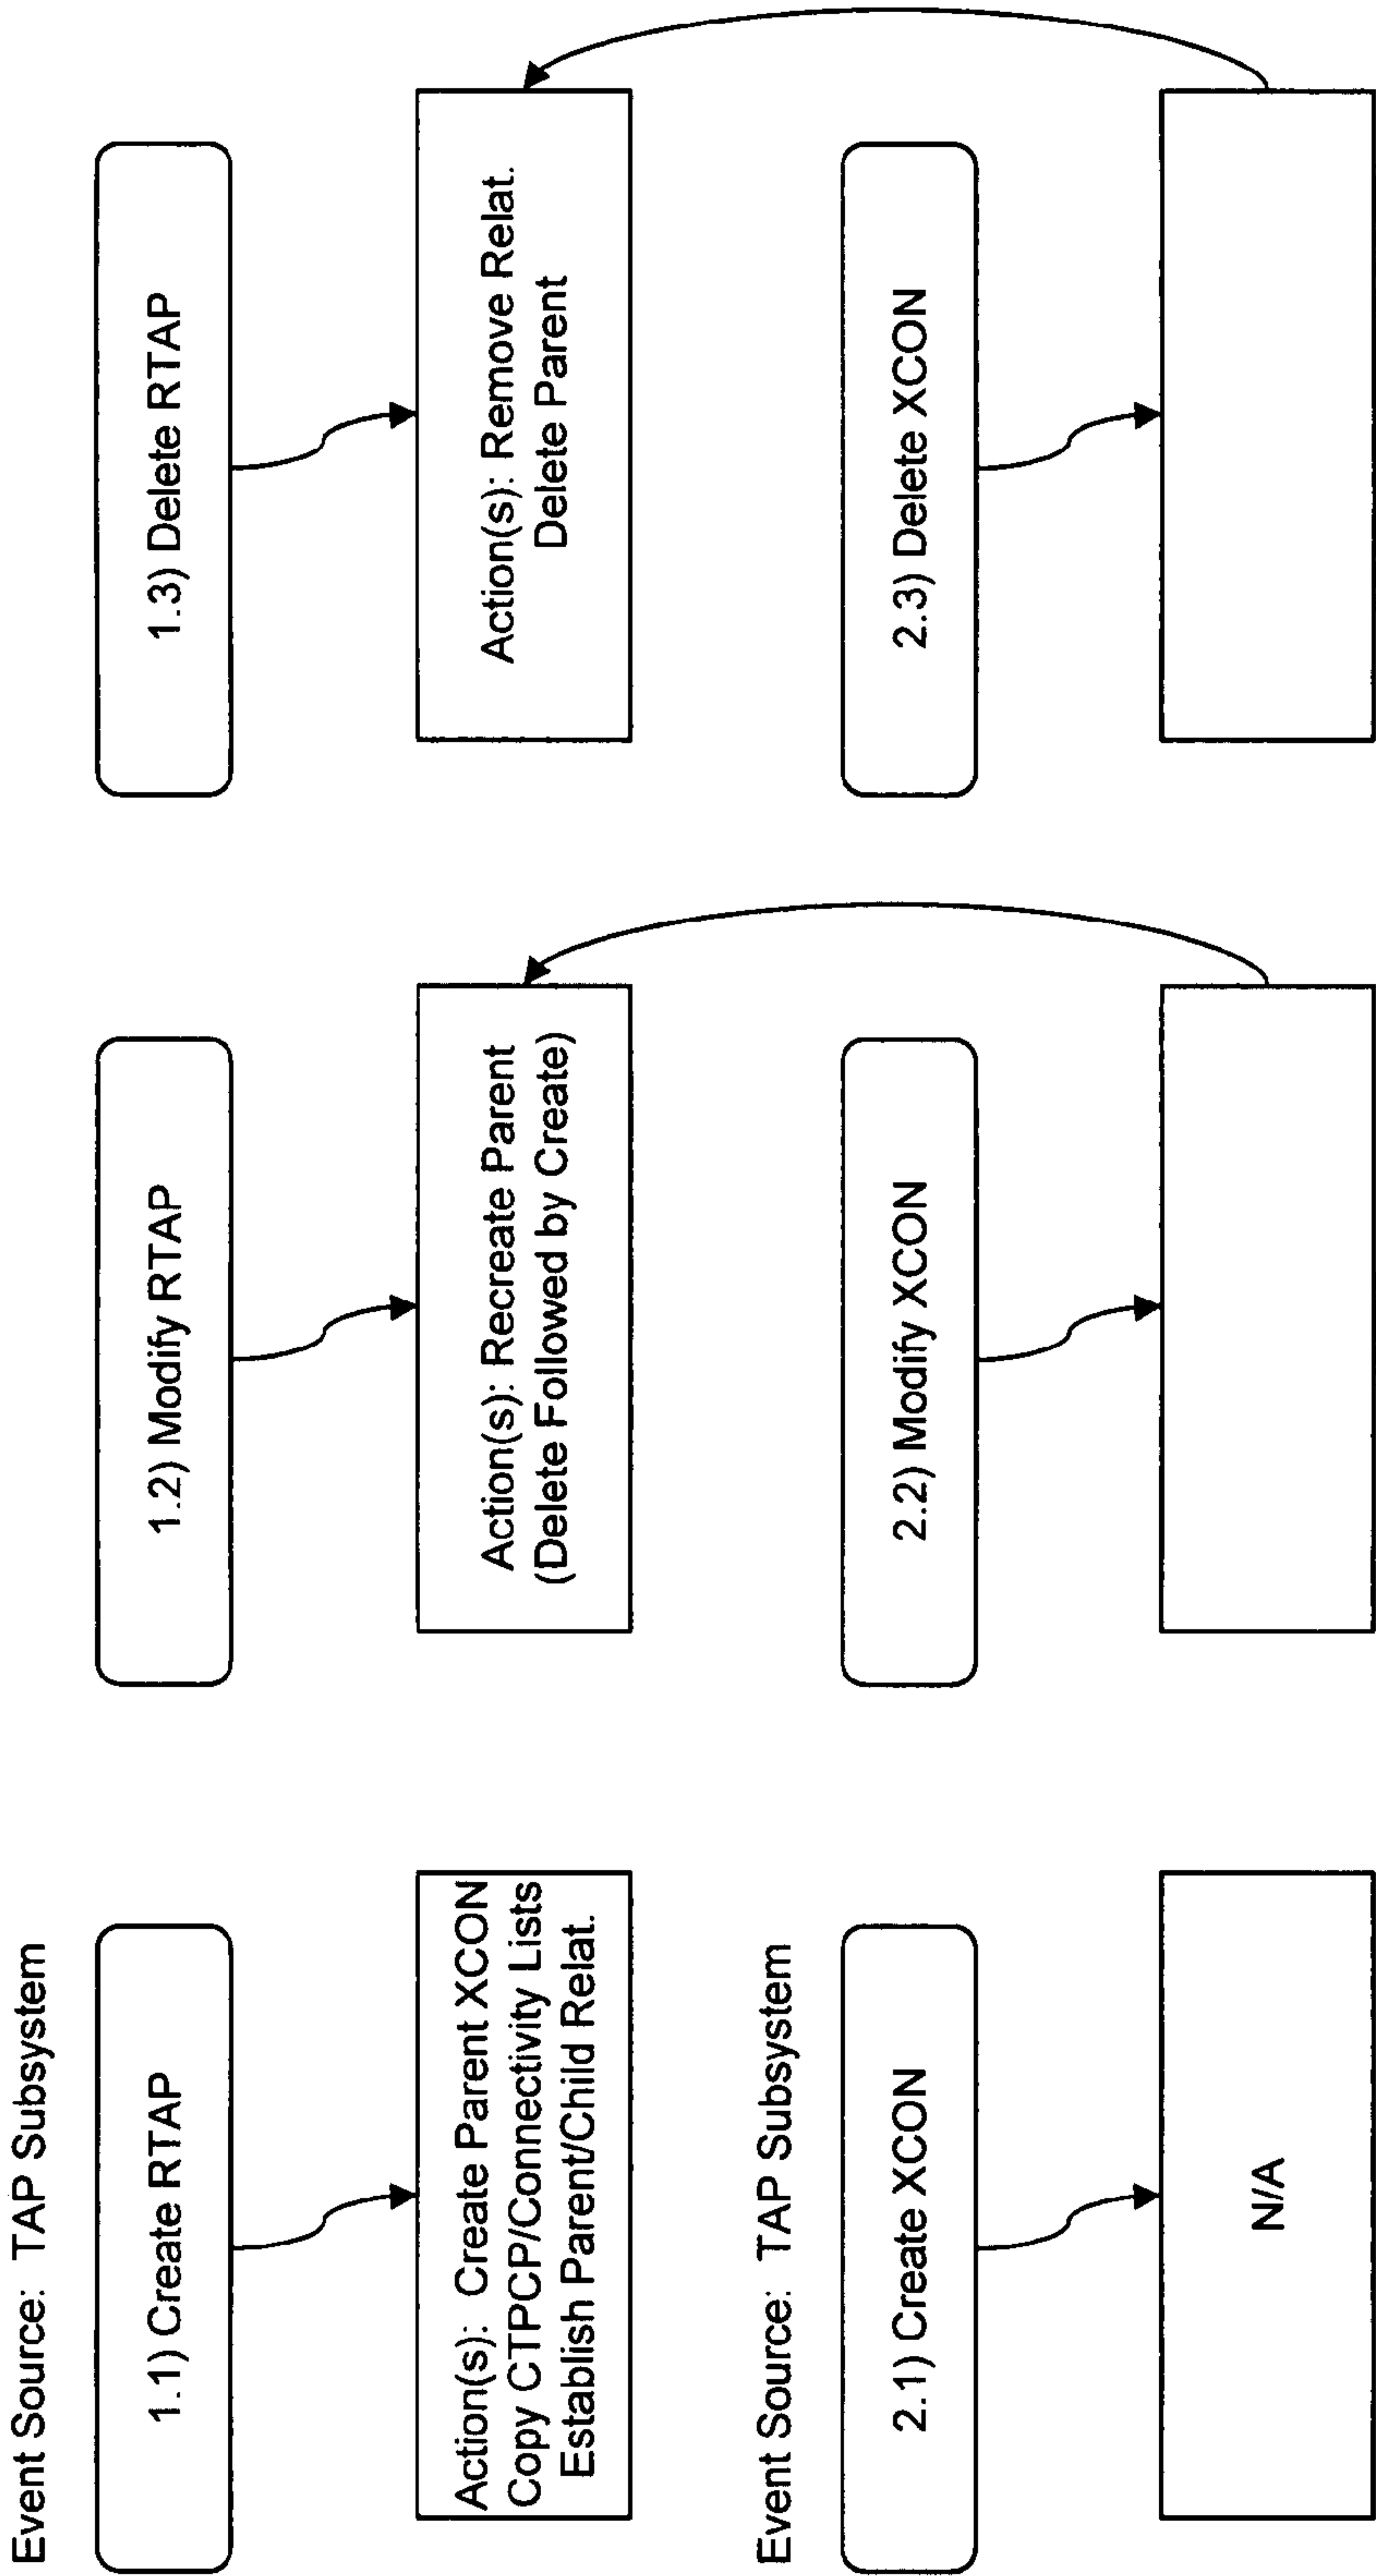 Event Source: TAP Subsystem
1.1) Create RTAP
1.2) Modify RTAP
1.3) Delete RTAP
Action(s): Create Parent XCON
Copy CTPCP/Connectivity Lists
Establish Parent/Child Relat.
Action(s): Recreate Parent
(Delete Followed by Create)
Action(s): Remove Relat.
Delete Parent
Event Source: TAP Subsystem
2.1) Create XCON
2.2) Modify XCON
2.3) Delete XCON
N/A